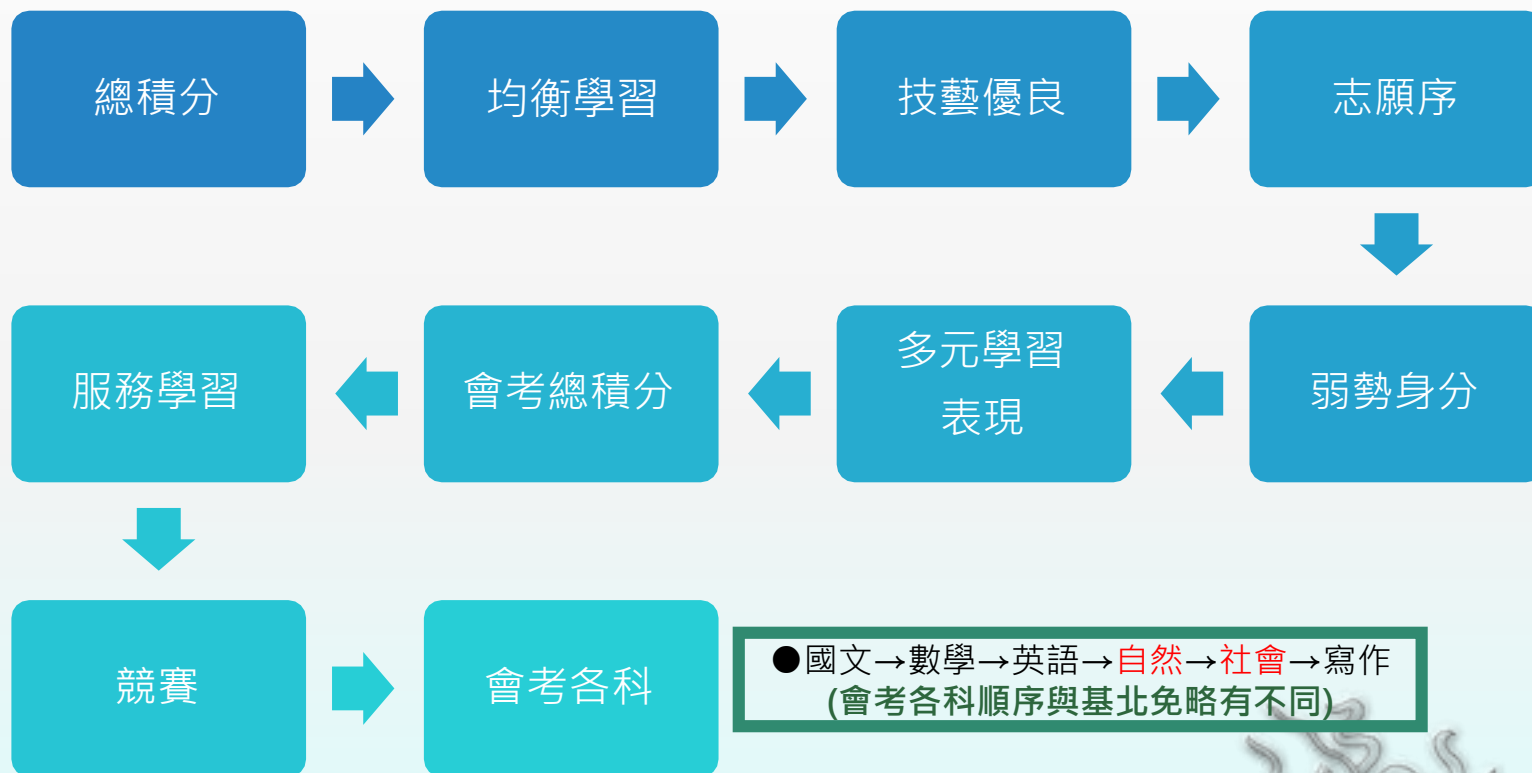 總積分
均衡學習
技藝優良
志願序
弱勢身分
多元學習
表現
會考總積分
服務學習
競賽
會考各科
●國文→數學→英語→自然→社會→寫作
(會考各科順序與基北免略有不同)